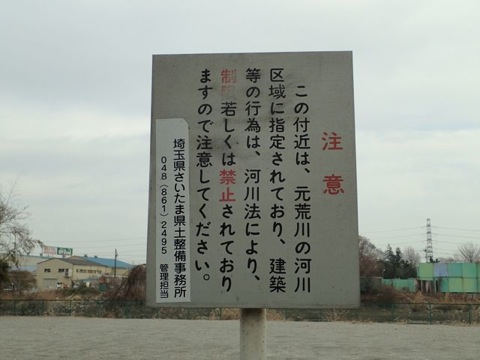 注意
この付近は、元荒川の河川
区域に指定されており、建築
等の行為は、河川法により、
制限若しくは禁止されており
ますので注意してください。
埼玉県さいたま県土整備事務所
048(861)2495 管理担当